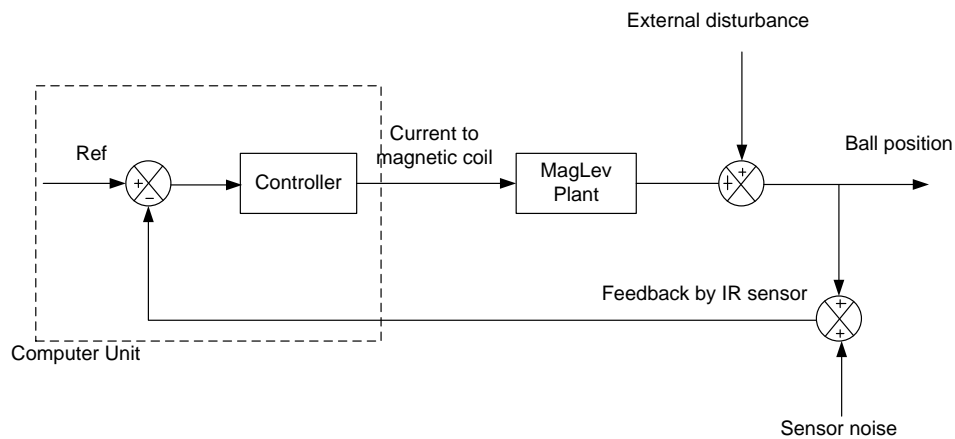 External disturbance
Current to
magnetic coil
Ball position
Ref
Controller
MagLev
Plant
+
−
+
+
Feedback by IR sensor
+
+
Computer Unit
Sensor noise